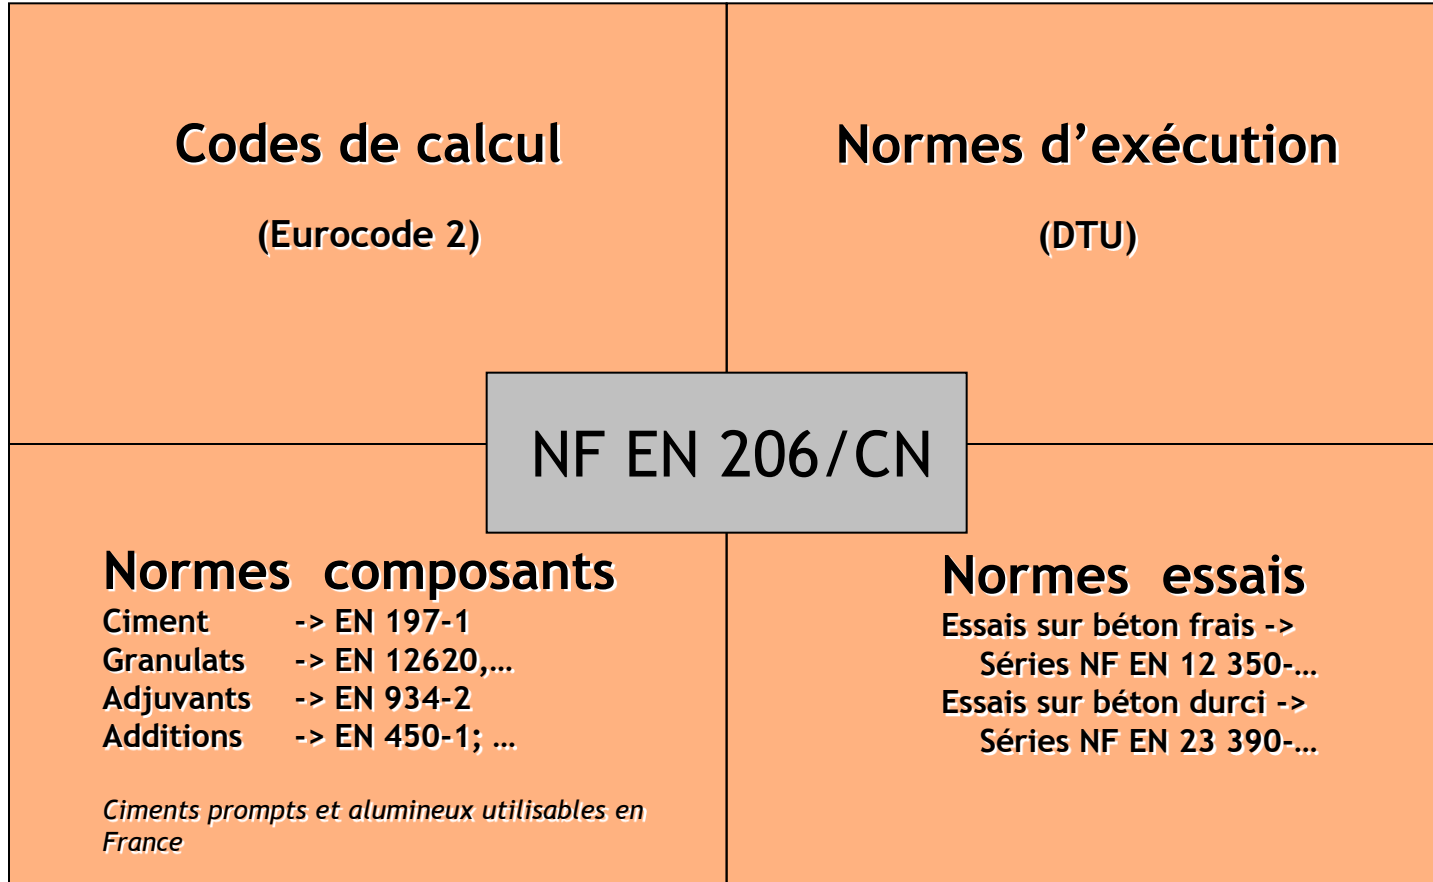 Codes de calcul
(Eurocode 2)
Normes d’exécution
(DTU)
NF EN 206/CN
Normes composants
Ciment -> EN 197-1
Granulats -> EN 12620,…
Adjuvants -> EN 934-2
Additions -> EN 450-1; …
Ciments prompts et alumineux utilisables en
France
Normes essais
Essais sur béton frais ->
Séries NF EN 12 350-…
Essais sur béton durci ->
Séries NF EN 23 390-…